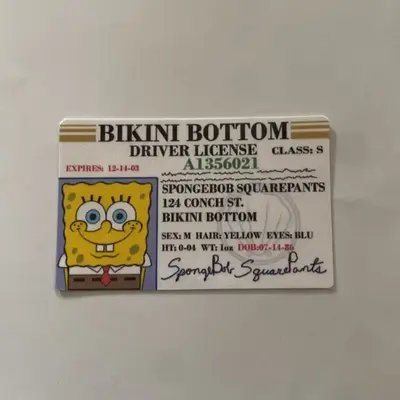 BIKINI BOTTOM
DRIVER LICENSE CLASS: S
EXPIRES: 12-14-03 A1356021
SPONGEBOB SQUAREPANTS
124 CONCH ST.
BIKINI BOTTOM
SEX: M HAIR: YELLOW EYES: BLU
HT: 0-04 WT: 1oz DOB:07-14-86
SpongeBob SquarePants